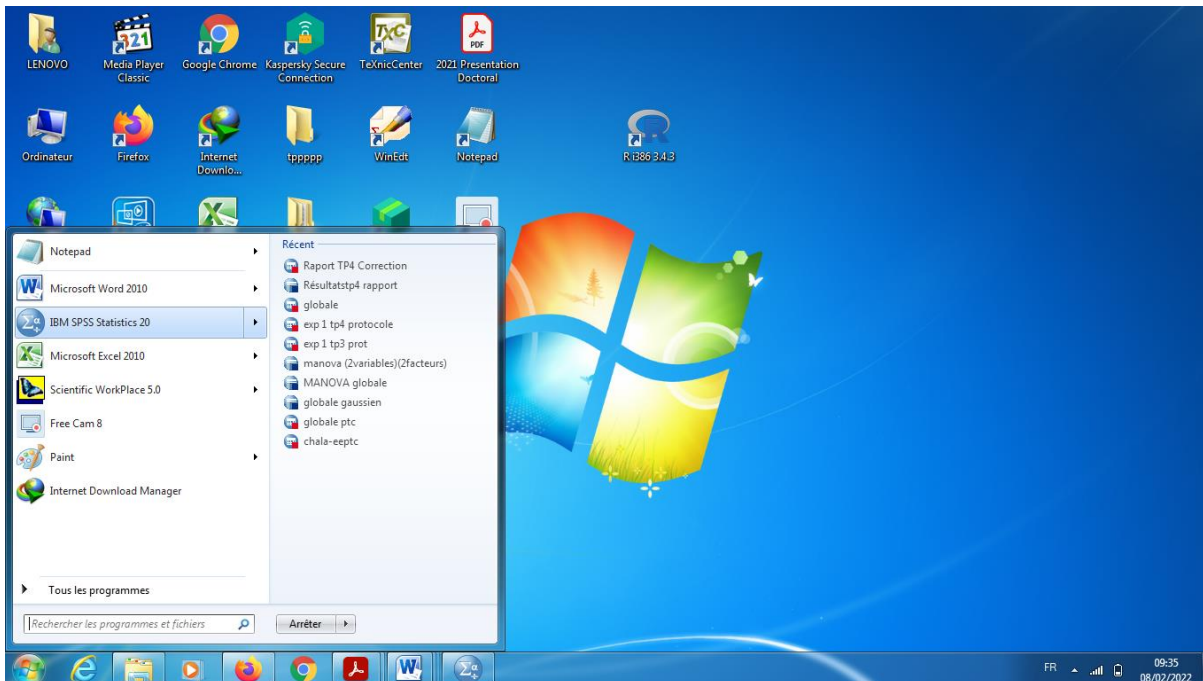 LENOVO
Media Player
Classic
Google Chrome
Kaspersky Secure
Connection
TeXnicCenter
2021 Presentation
Doctoral
321
TXC
PDF
Ordinateur
Firefox
Internet
Downlo...
tppppp
WinEdt
Notepad
R i386 3.4.3
Notepad
Microsoft Word 2010
IBM SPSS Statistics 20
Microsoft Excel 2010
Scientific WorkPlace 5.0
Free Cam 8
Paint
Internet Download Manager
Tous les programmes
Rechercher les programmes et fichiers
Récent
Raport TP4 Correction
Résultatstp4 rapport
globale
exp 1 tp4 protocole
exp 1 tp3 prot
manova (2variables)(2facteurs)
MANOVA globale
globale gaussien
globale ptc
chala-eeptc
Arrêter
FR
09:35
08/02/2022